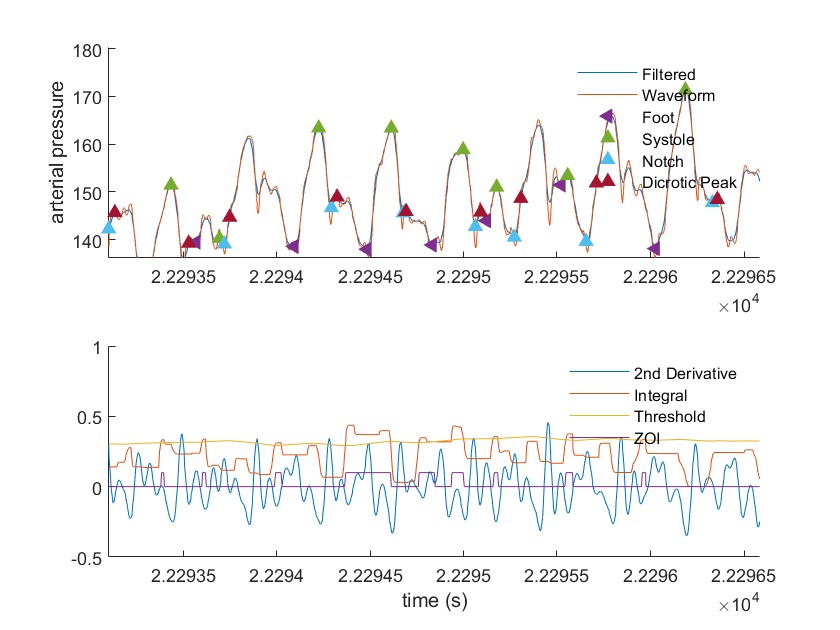 180
170
160
150
140
arterial pressure
Filtered
Waveform
Foot
Systole
Notch
Dicrotic Peak
2.22935 2.2294 2.22945 2.2295 2.22955 2.2296 2.22965
×10^4
1
0.5
0
-0.5
2nd Derivative
Integral
Threshold
ZOI
2.22935 2.2294 2.22945 2.2295 2.22955 2.2296 2.22965
time (s)
×10^4